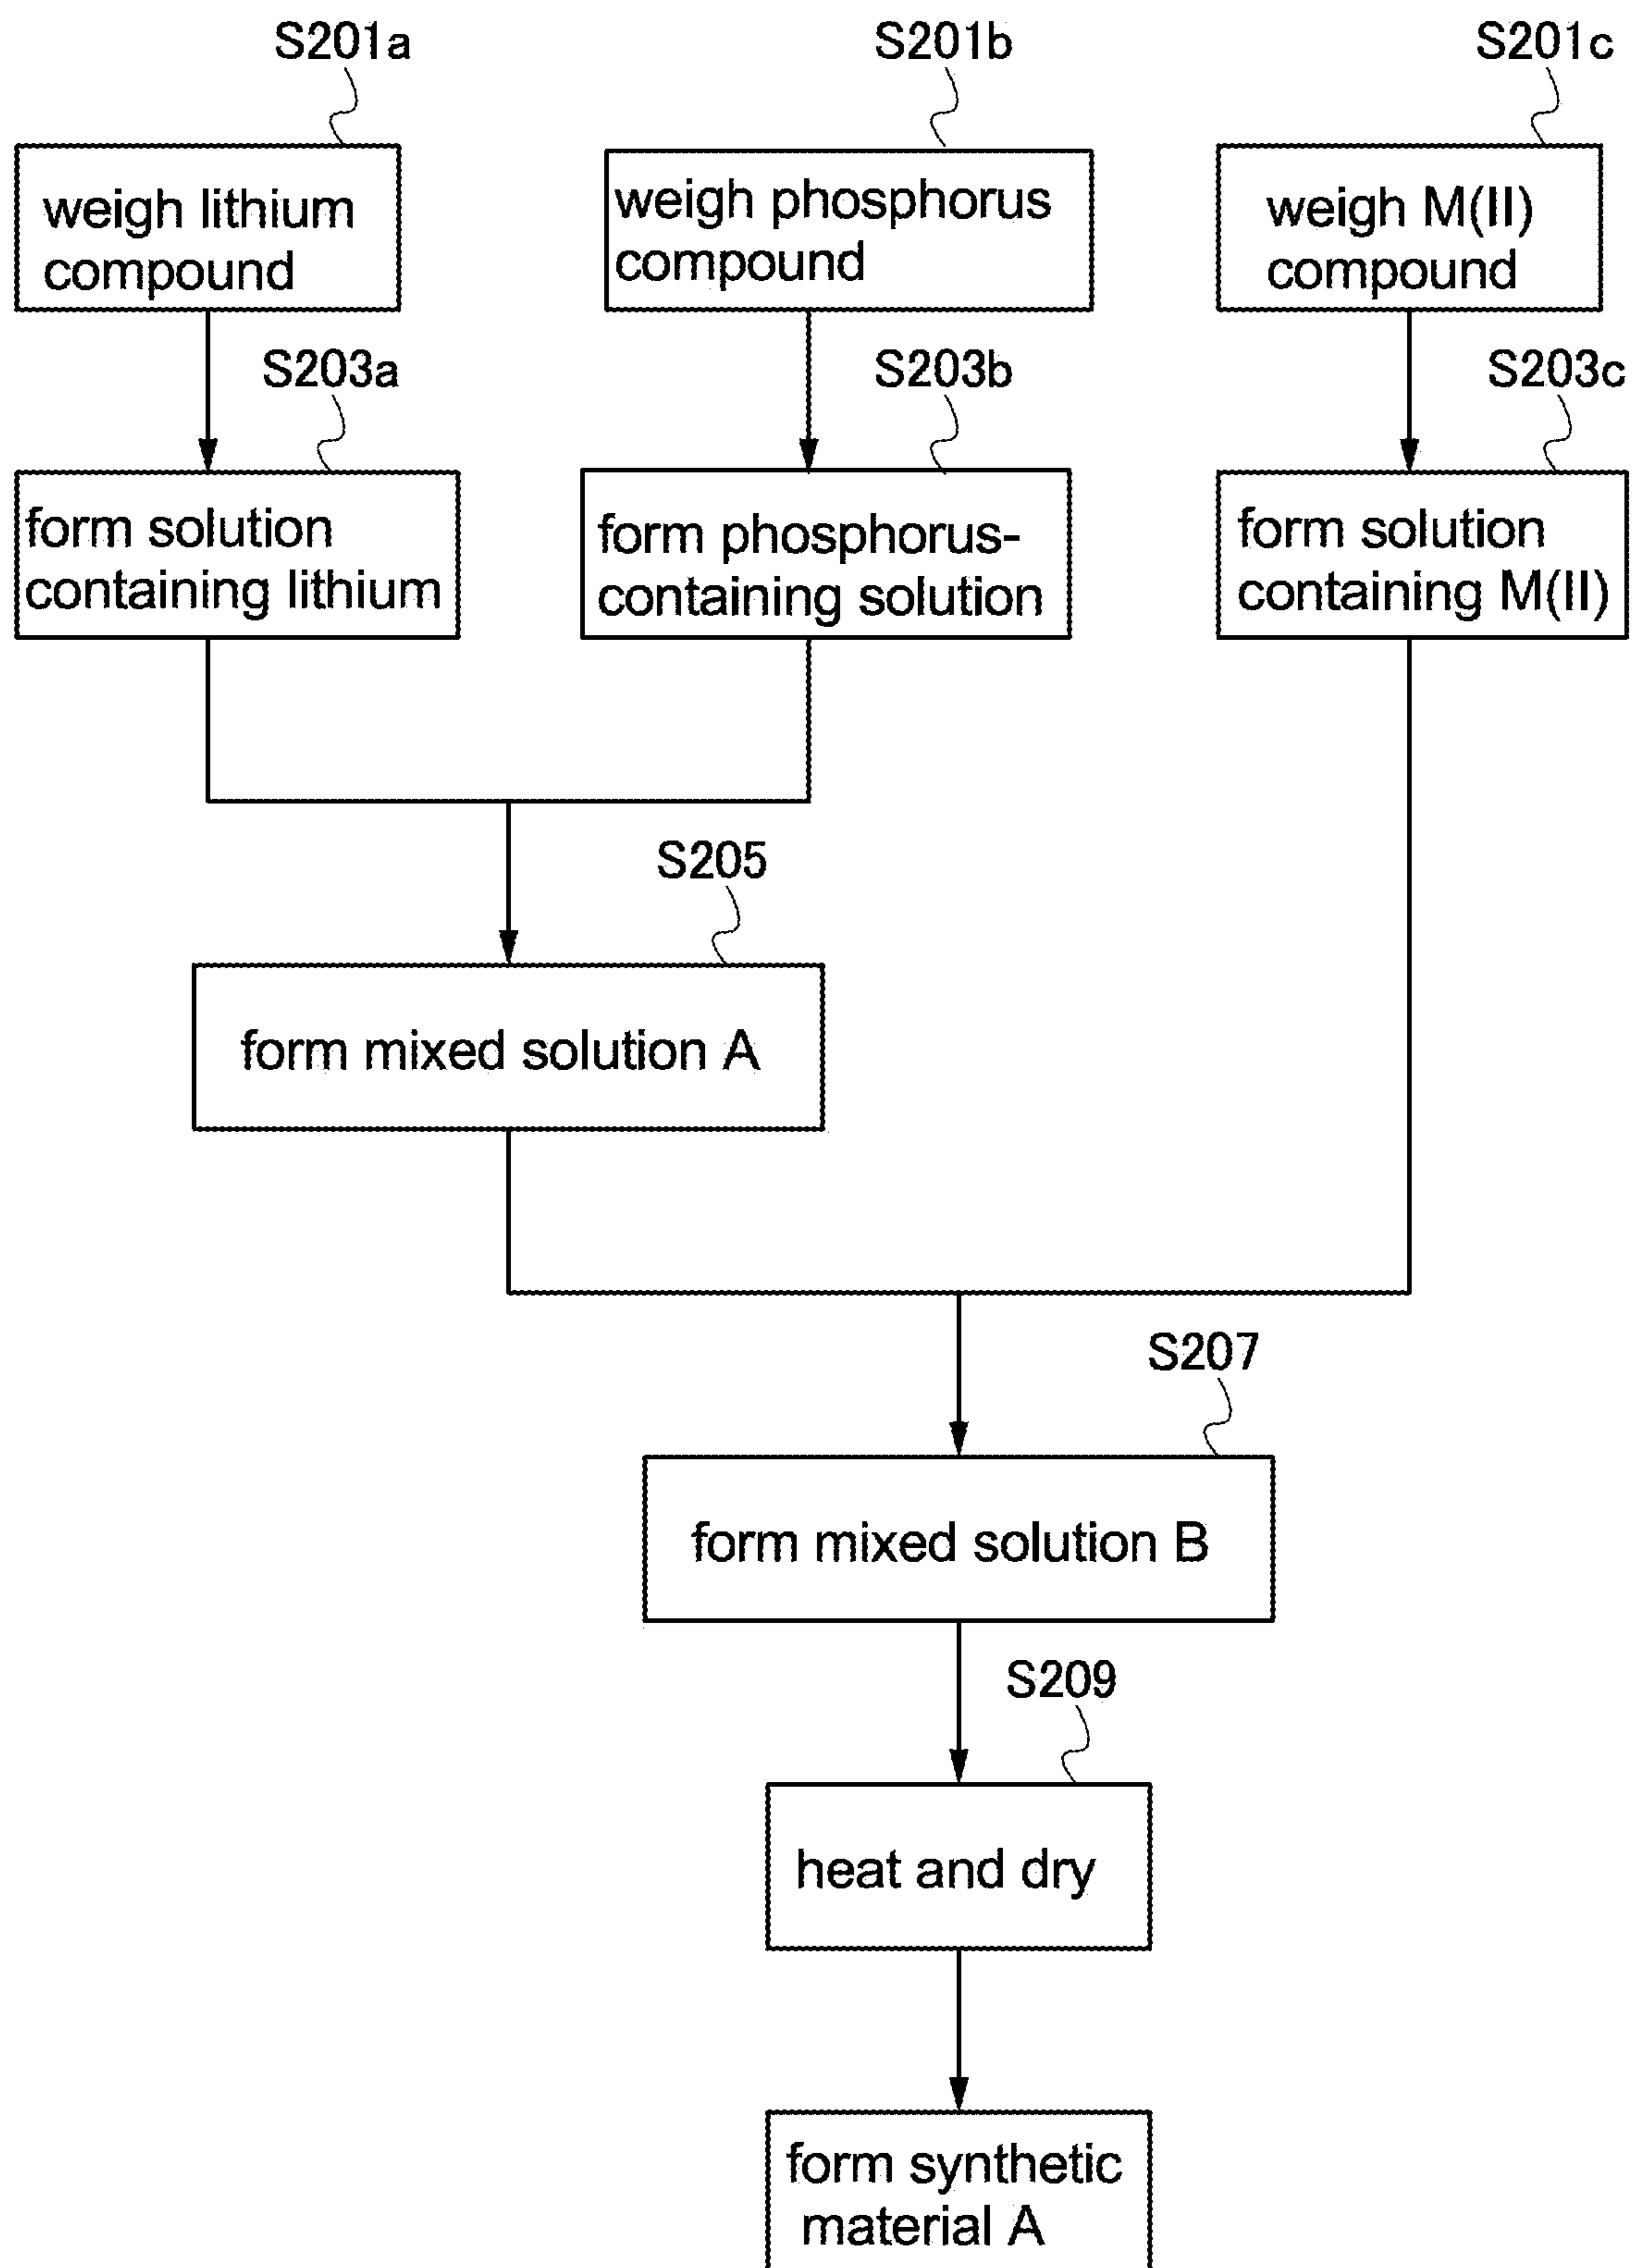 S201a
S201b
S201c
weigh lithium
compound
weigh phosphorus
compound
weigh M(II)
compound
S203a
S203b
S203c
form solution
containing lithium
form phosphorus-
containing solution
form solution
containing M(II)
S205
form mixed solution A
S207
form mixed solution B
S209
heat and dry
form synthetic
material A